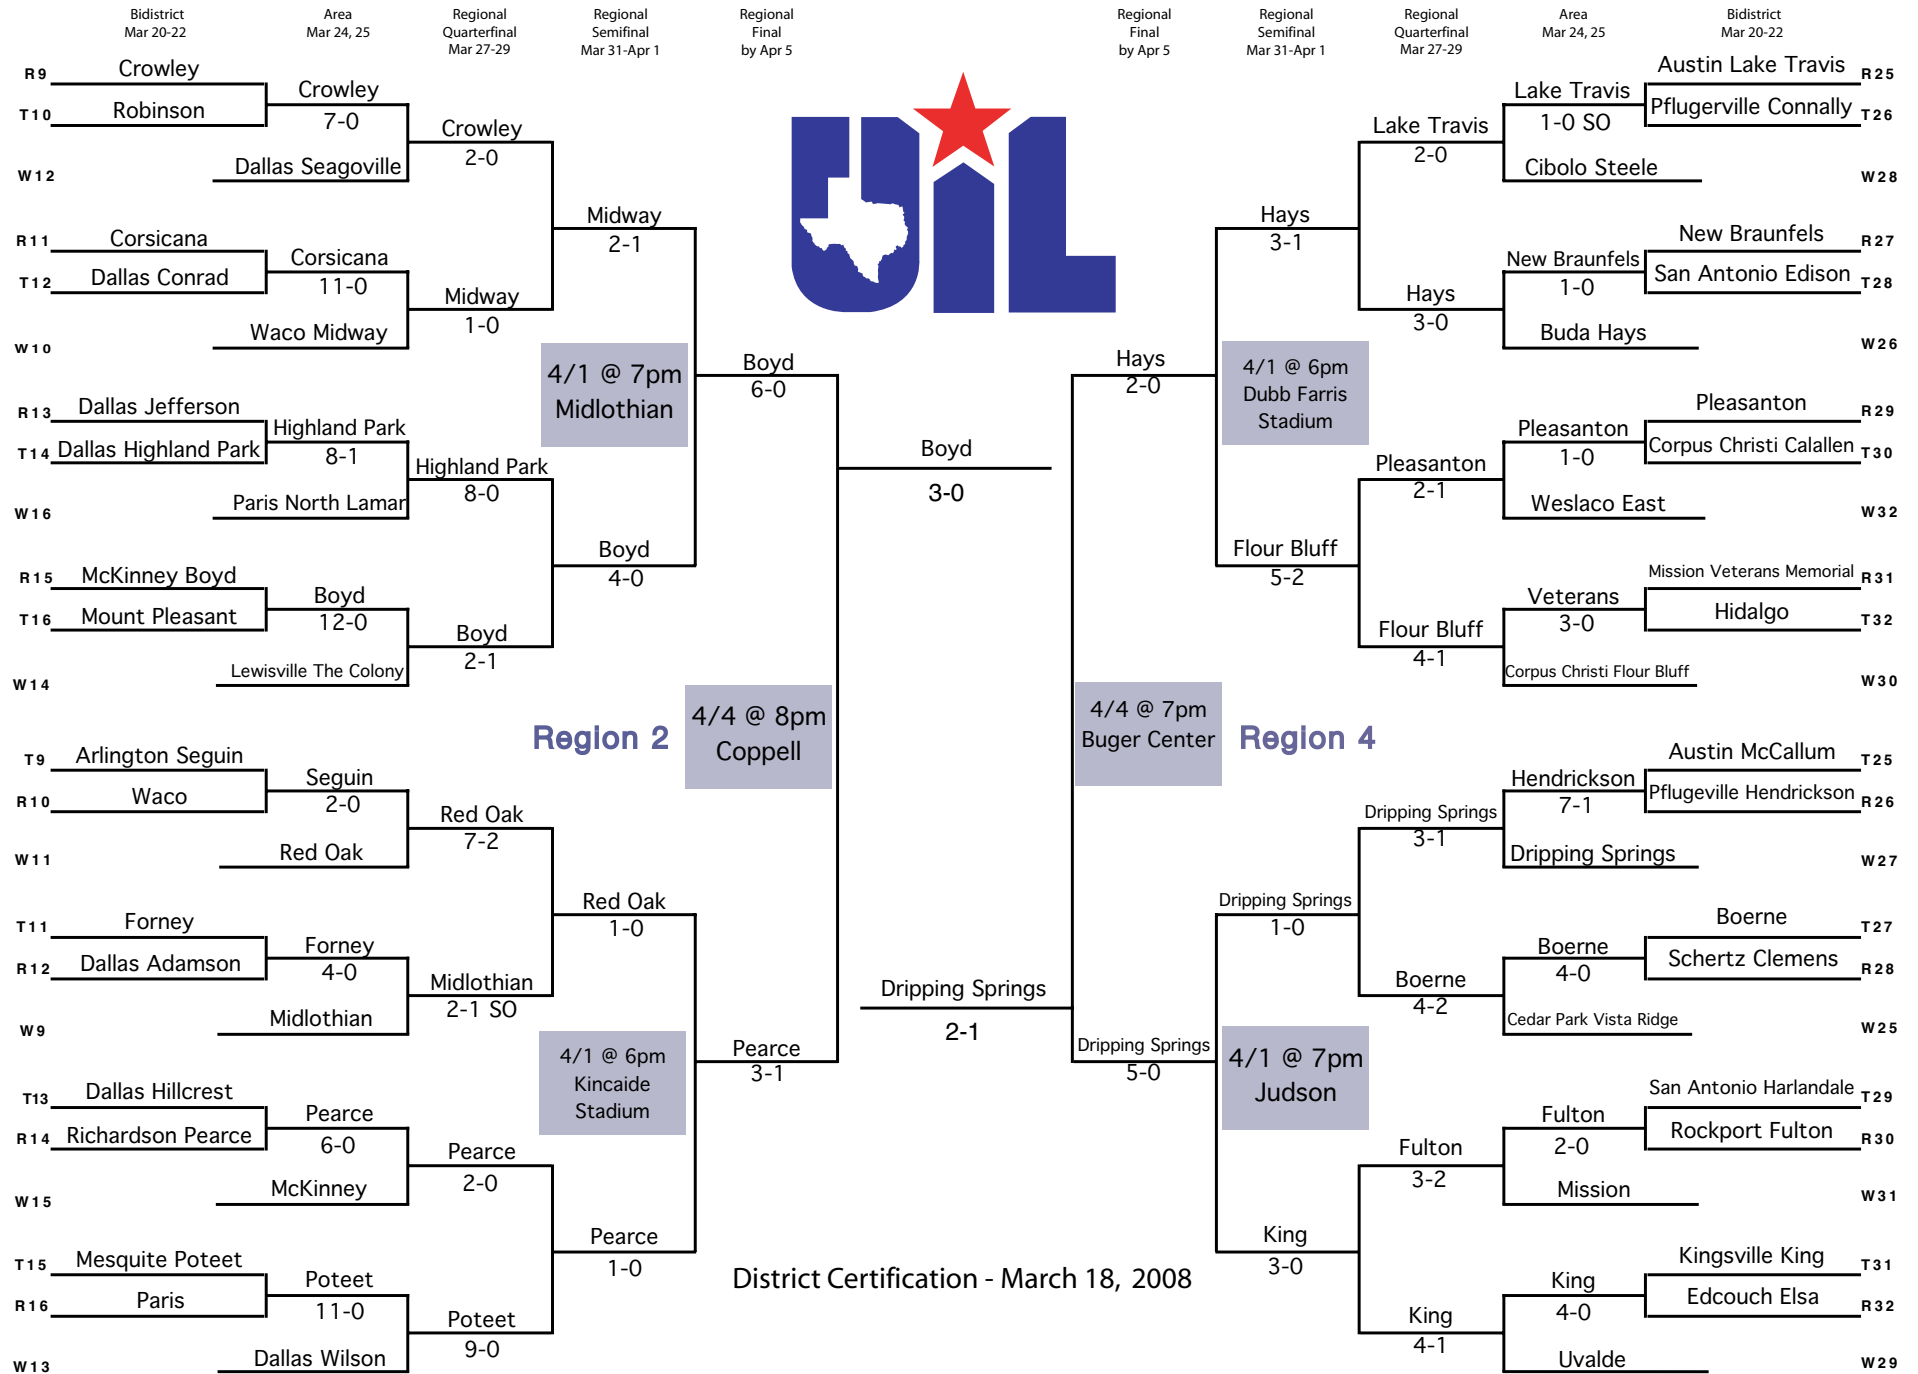 Bidistrict
Mar 20-22
Area
Mar 24, 25
Regional
Quarterfinal
Mar 27-29
Regional
Semifinal
Mar 31-Apr 1
Regional
Final
by Apr 5
Regional
Final
by Apr 5
Regional
Semifinal
Mar 31-Apr 1
Regional
Quarterfinal
Mar 27-29
Area
Mar 24, 25
Bidistrict
Mar 20-22
R9 Crowley
T10 Robinson
Crowley
7-0
W12 Dallas Seagoville
Crowley
2-0
R11 Corsicana
T12 Dallas Conrad
Corsicana
11-0
W10 Waco Midway
Midway
1-0
Midway
2-1
R13 Dallas Jefferson
T14 Dallas Highland Park
Highland Park
8-1
W16 Paris North Lamar
Highland Park
8-0
R15 McKinney Boyd
T16 Mount Pleasant
Boyd
12-0
W14 Lewisville The Colony
Boyd
2-1
Boyd
4-0
4/1 @ 7pm
Midlothian
Boyd
6-0
T9 Arlington Seguin
R10 Waco
Seguin
2-0
W11 Red Oak
Red Oak
7-2
T11 Forney
R12 Dallas Adamson
Forney
4-0
W9 Midlothian
Midlothian
2-1 SO
Red Oak
1-0
T13 Dallas Hillcrest
R14 Richardson Pearce
Pearce
6-0
W15 McKinney
Pearce
2-0
T15 Mesquite Poteet
R16 Paris
Poteet
11-0
W13 Dallas Wilson
Poteet
9-0
Pearce
1-0
4/1 @ 6pm
Kincaide
Stadium
Pearce
3-1
Region 2
4/4 @ 8pm
Coppell
Boyd
3-0
UIL
Austin Lake Travis R25
Pflugerville Connally T26
Lake Travis
1-0 SO
Cibolo Steele W28
Lake Travis
2-0
New Braunfels R27
San Antonio Edison T28
New Braunfels
1-0
Buda Hays W26
Hays
3-0
Hays
3-1
Pleasanton R29
Corpus Christi Calallen T30
Pleasanton
1-0
Weslaco East W32
Pleasanton
2-1
Mission Veterans Memorial R31
Hidalgo T32
Veterans
3-0
Corpus Christi Flour Bluff W30
Flour Bluff
4-1
Flour Bluff
5-2
4/1 @ 6pm
Dubb Farris
Stadium
Hays
2-0
Austin McCallum T25
Pflugeville Hendrickson R26
Hendrickson
7-1
Dripping Springs W27
Dripping Springs
3-1
Boerne T27
Schertz Clemens R28
Boerne
4-0
Cedar Park Vista Ridge W25
Boerne
4-2
Dripping Springs
1-0
San Antonio Harlandale T29
Rockport Fulton R30
Fulton
2-0
Mission W31
Fulton
3-2
Kingsville King T31
Edcouch Elsa R32
King
4-0
Uvalde W29
King
4-1
King
3-0
4/1 @ 7pm
Judson
Dripping Springs
5-0
4/4 @ 7pm
Buger Center
Region 4
Dripping Springs
2-1
District Certification - March 18, 2008